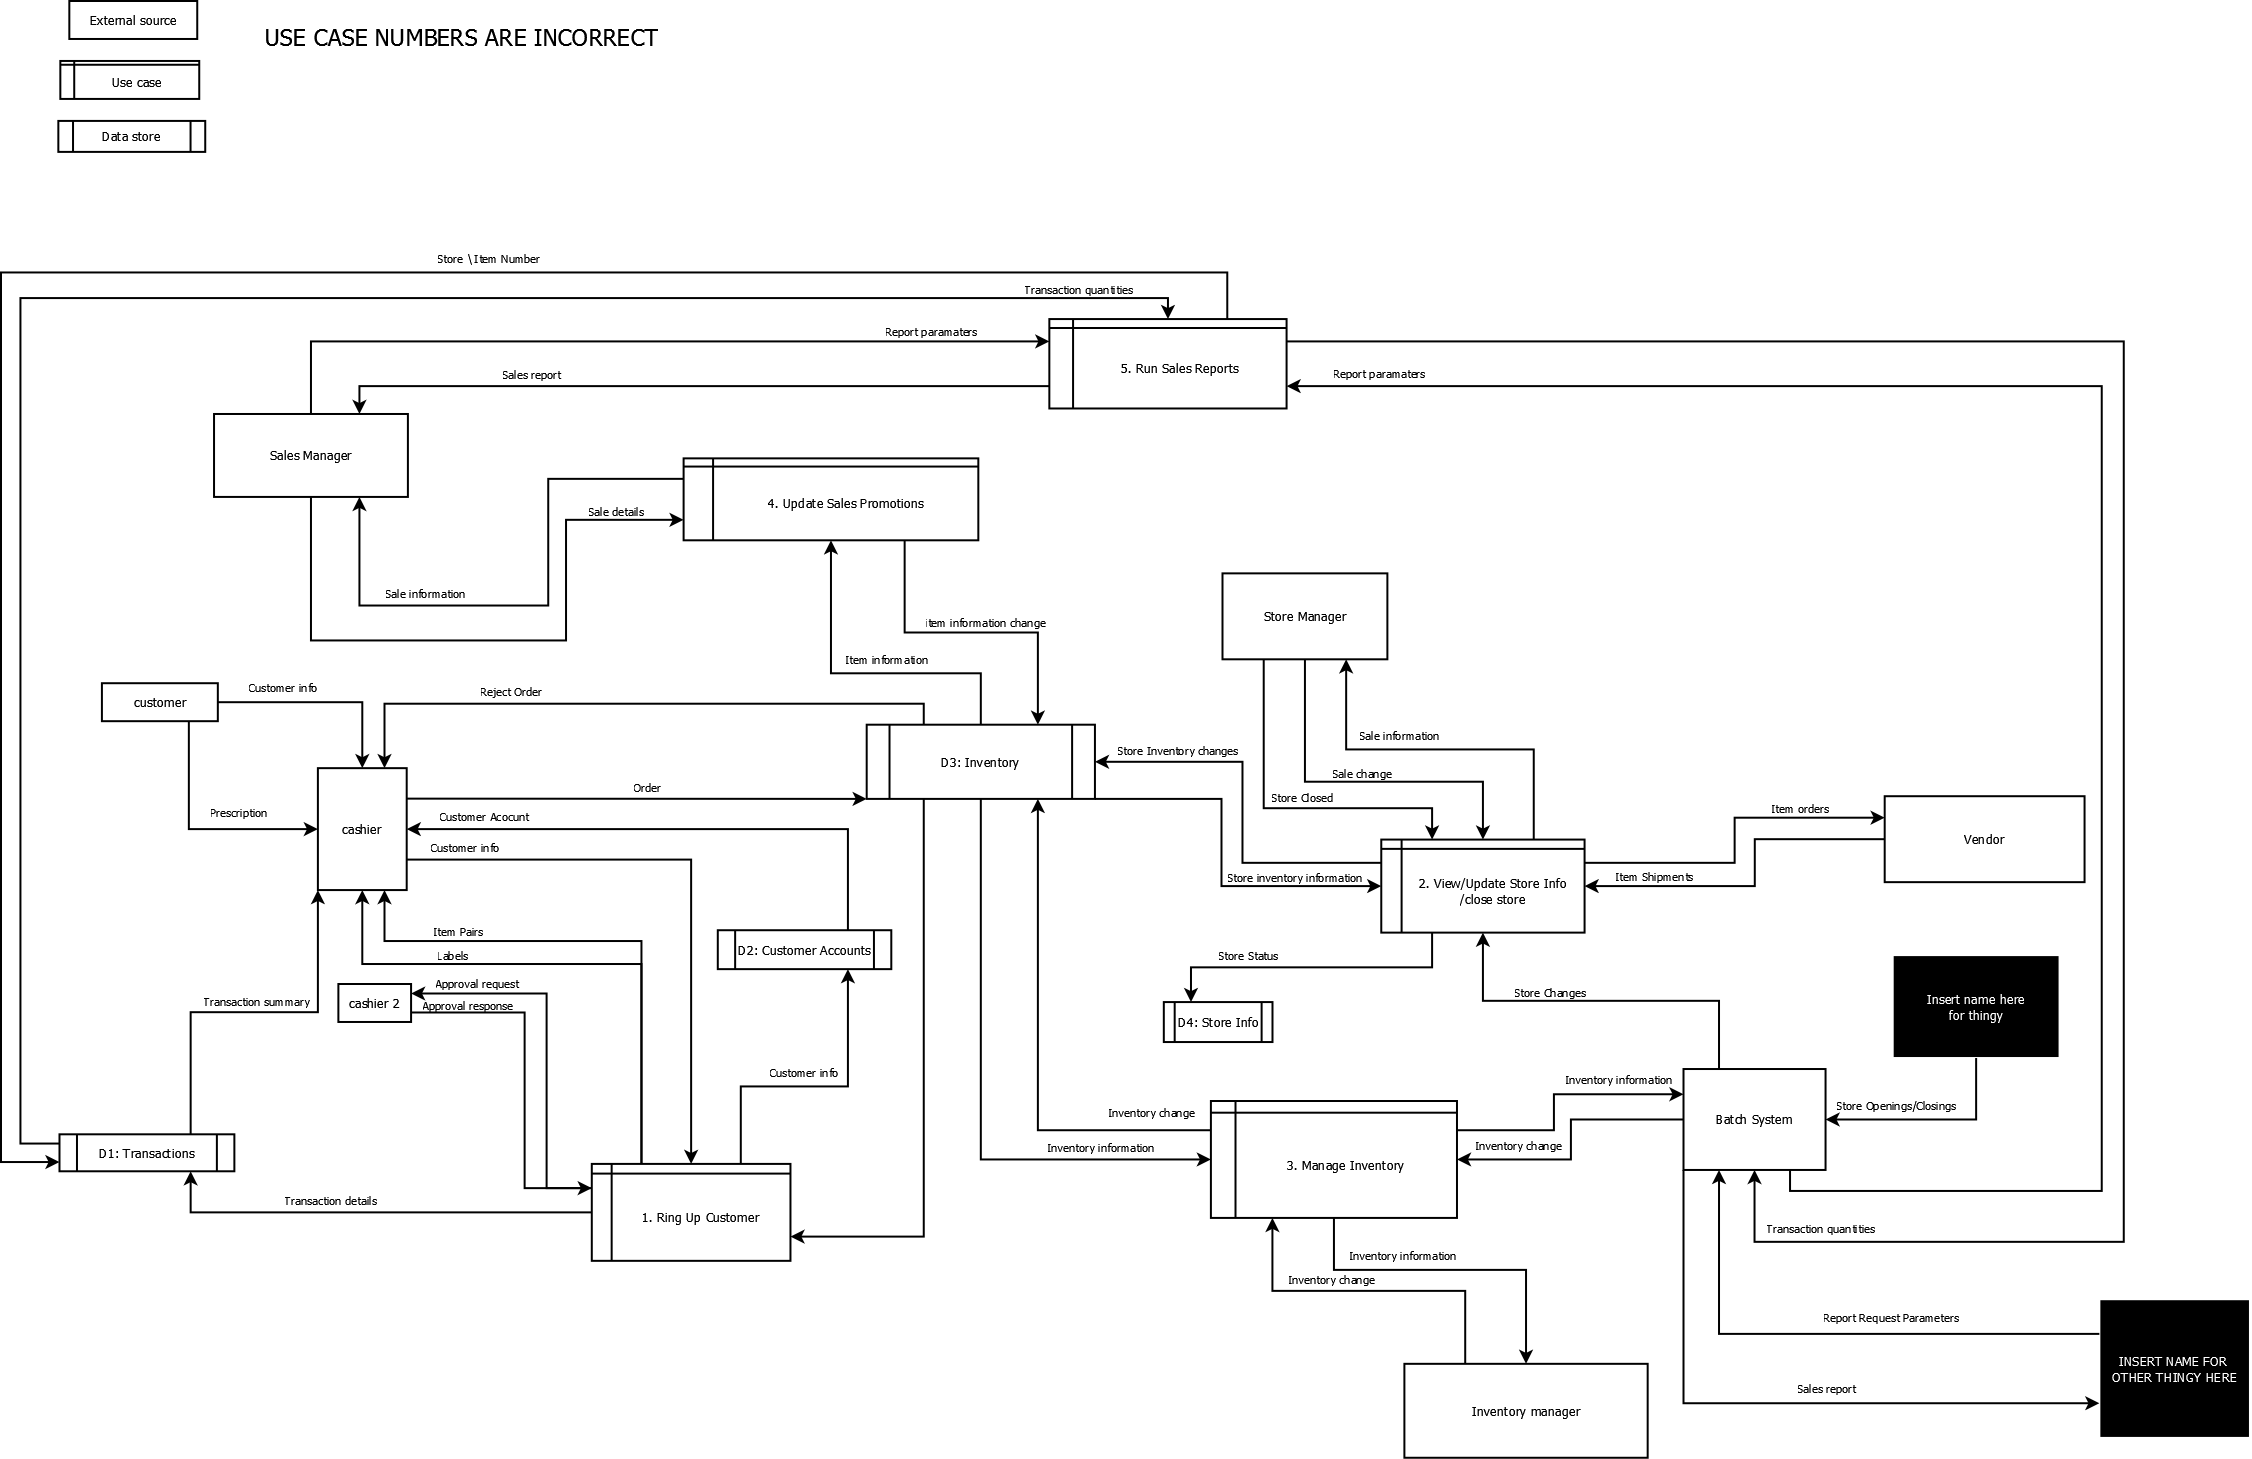 External source
USE CASE NUMBERS ARE INCORRECT
Use case
Data store
Store \Item Number
Transaction quantities
Report paramaters
5. Run Sales Reports
Sales report
Report paramaters
Sales Manager
4. Update Sales Promotions
Sale details
Sale information
Store Manager
item information change
Item information
customer
Customer info
Reject Order
D3: Inventory
Store Inventory changes
Sale information
Sale change
Store Closed
Order
Prescription
cashier
Customer Acocunt
Customer info
Item orders
Vendor
Store inventory information
2. View/Update Store Info
/close store
Item Shipments
Item Pairs
Labels
D2: Customer Accounts
Store Status
Approval request
cashier 2
Approval response
Transaction summary
D4: Store Info
Store Changes
Insert name here
for thingy
Customer info
Inventory information
Store Openings/Closings
Inventory change
Batch System
D1: Transactions
Inventory information
Inventory change
3. Manage Inventory
Transaction details
1. Ring Up Customer
Transaction quantities
Inventory information
Inventory change
Report Request Parameters
INSERT NAME FOR
OTHER THINGY HERE
Sales report
Inventory manager